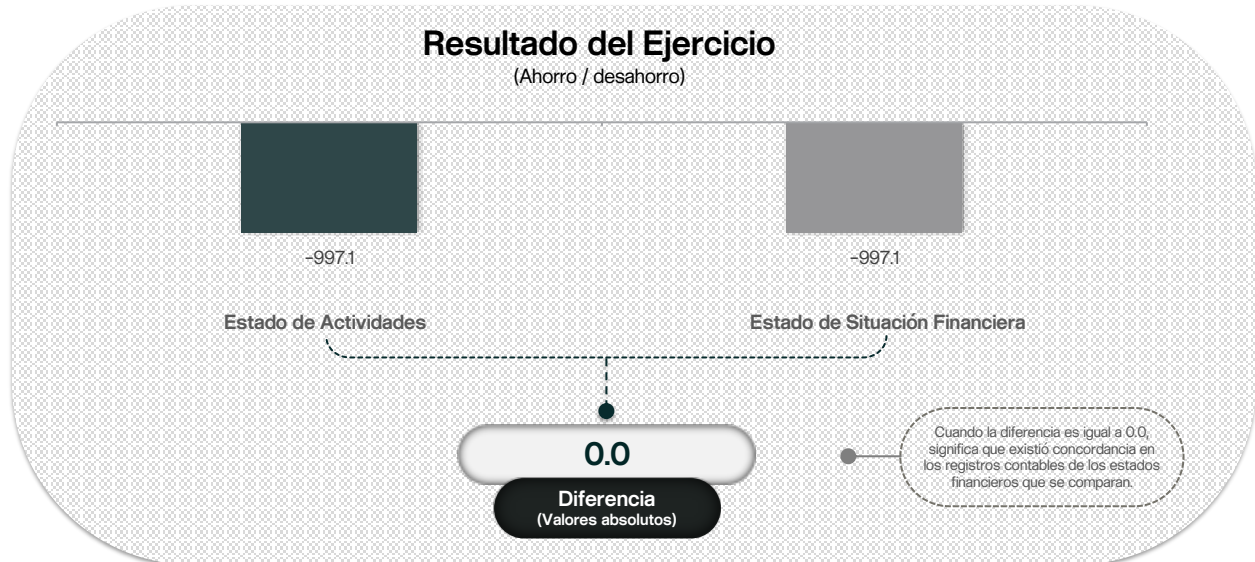 Resultado del Ejercicio
(Ahorro / desahorro)
-997.1
-997.1
Estado de Actividades
Estado de Situación Financiera
0.0
Diferencia
(Valores absolutos)
Cuando la diferencia es igual a 0.0,
significa que existió concordancia en
los registros contables de los estados
financieros que se comparan.